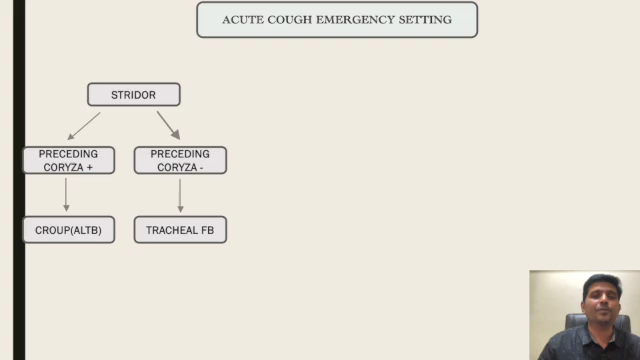 ACUTE COUGH EMERGENCY SETTING
STRIDOR
PRECEDING
CORYZA +
PRECEDING
CORYZA -
CROUP(ALTB)
TRACHEAL FB